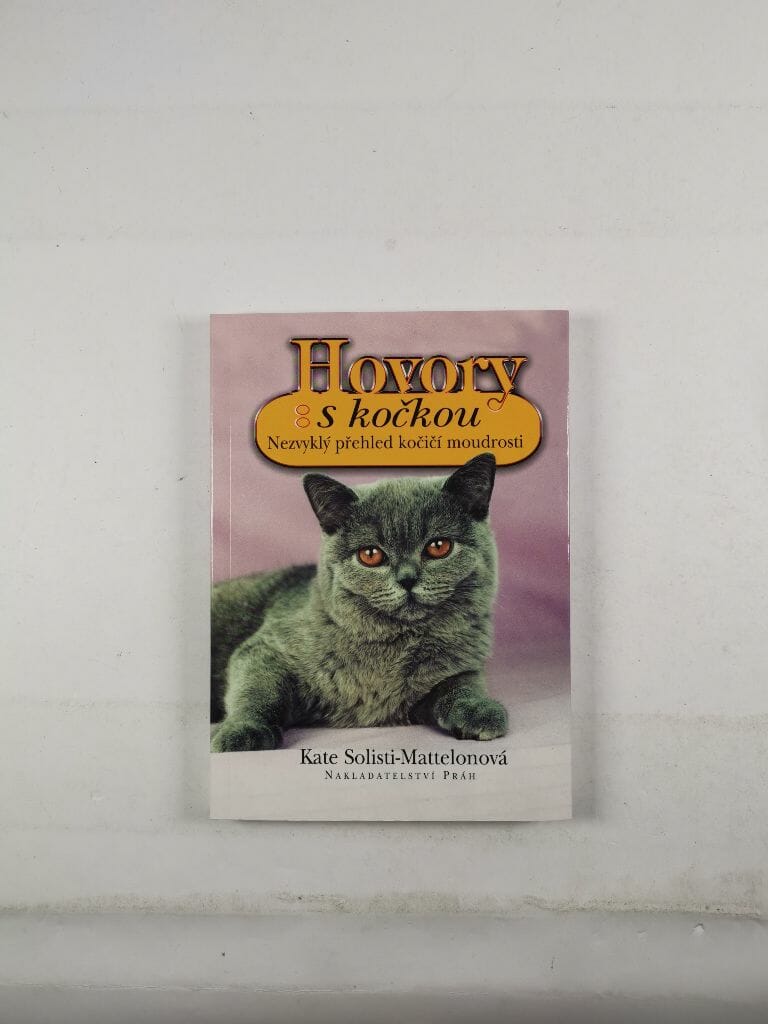 Hovory
s kočkou
Nezvyklý přehled kočičí moudrosti
Kate Solisti-Mattelonová
Nakladatelství Práh